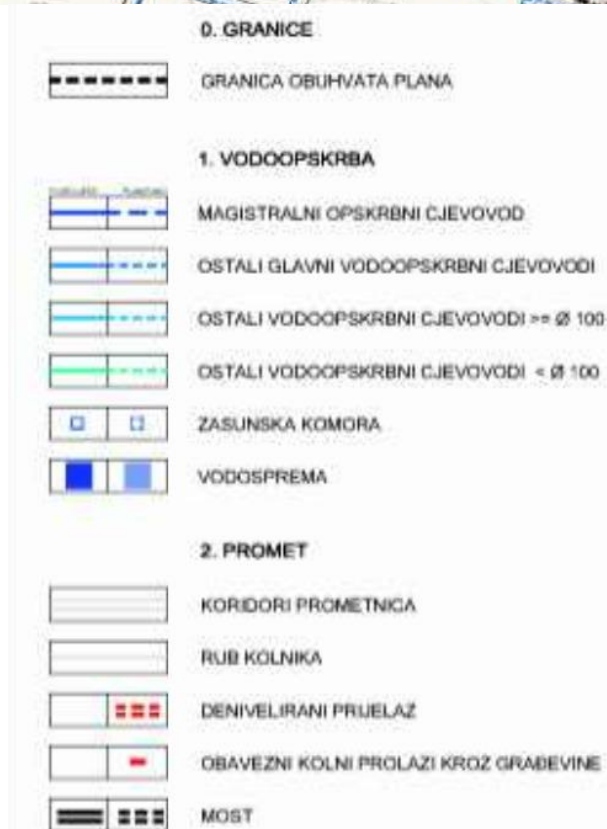 0. GRANICE
GRANICA OBUHVATA PLANA
1. VODOOPSKRBA
MAGISTRALNI OPSKRBNI CJEVOVOD
OSTALI GLAVNI VODOOPSKRBNI CJEVOVODI
OSTALI VODOOPSKRBNI CJEVOVODI >= Ø 100
OSTALI VODOOPSKRBNI CJEVOVODI < Ø 100
ZASUNSKA KOMORA
VODOSPREMA
2. PROMET
KORIDORI PROMETNICA
RUB KOLNIKA
DENIVELIRANI PRIJELAZ
OBAVEZNI KOLNI PROLAZI KROZ GRAĐEVINE
MOST